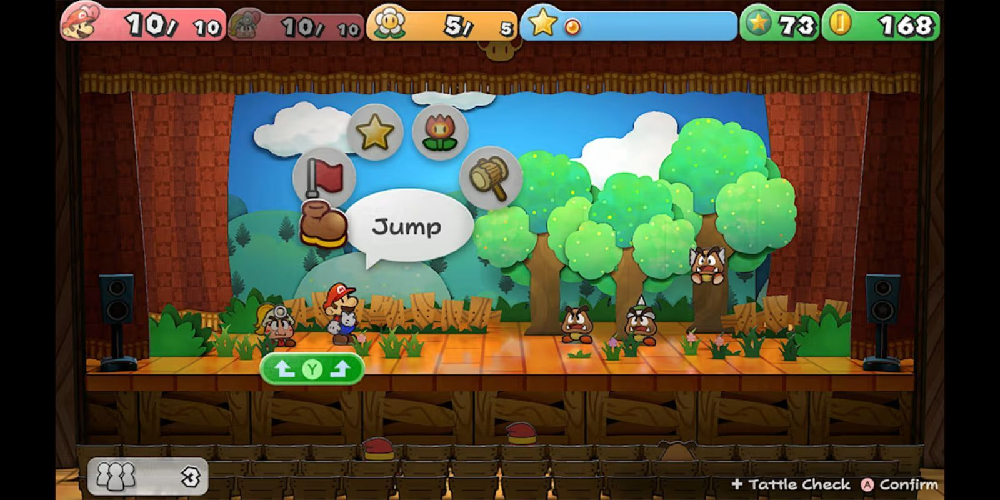 10/ 10
10/ 10
5/ 5
73
168
Jump
Y
3
+ Tattle Check A Confirm